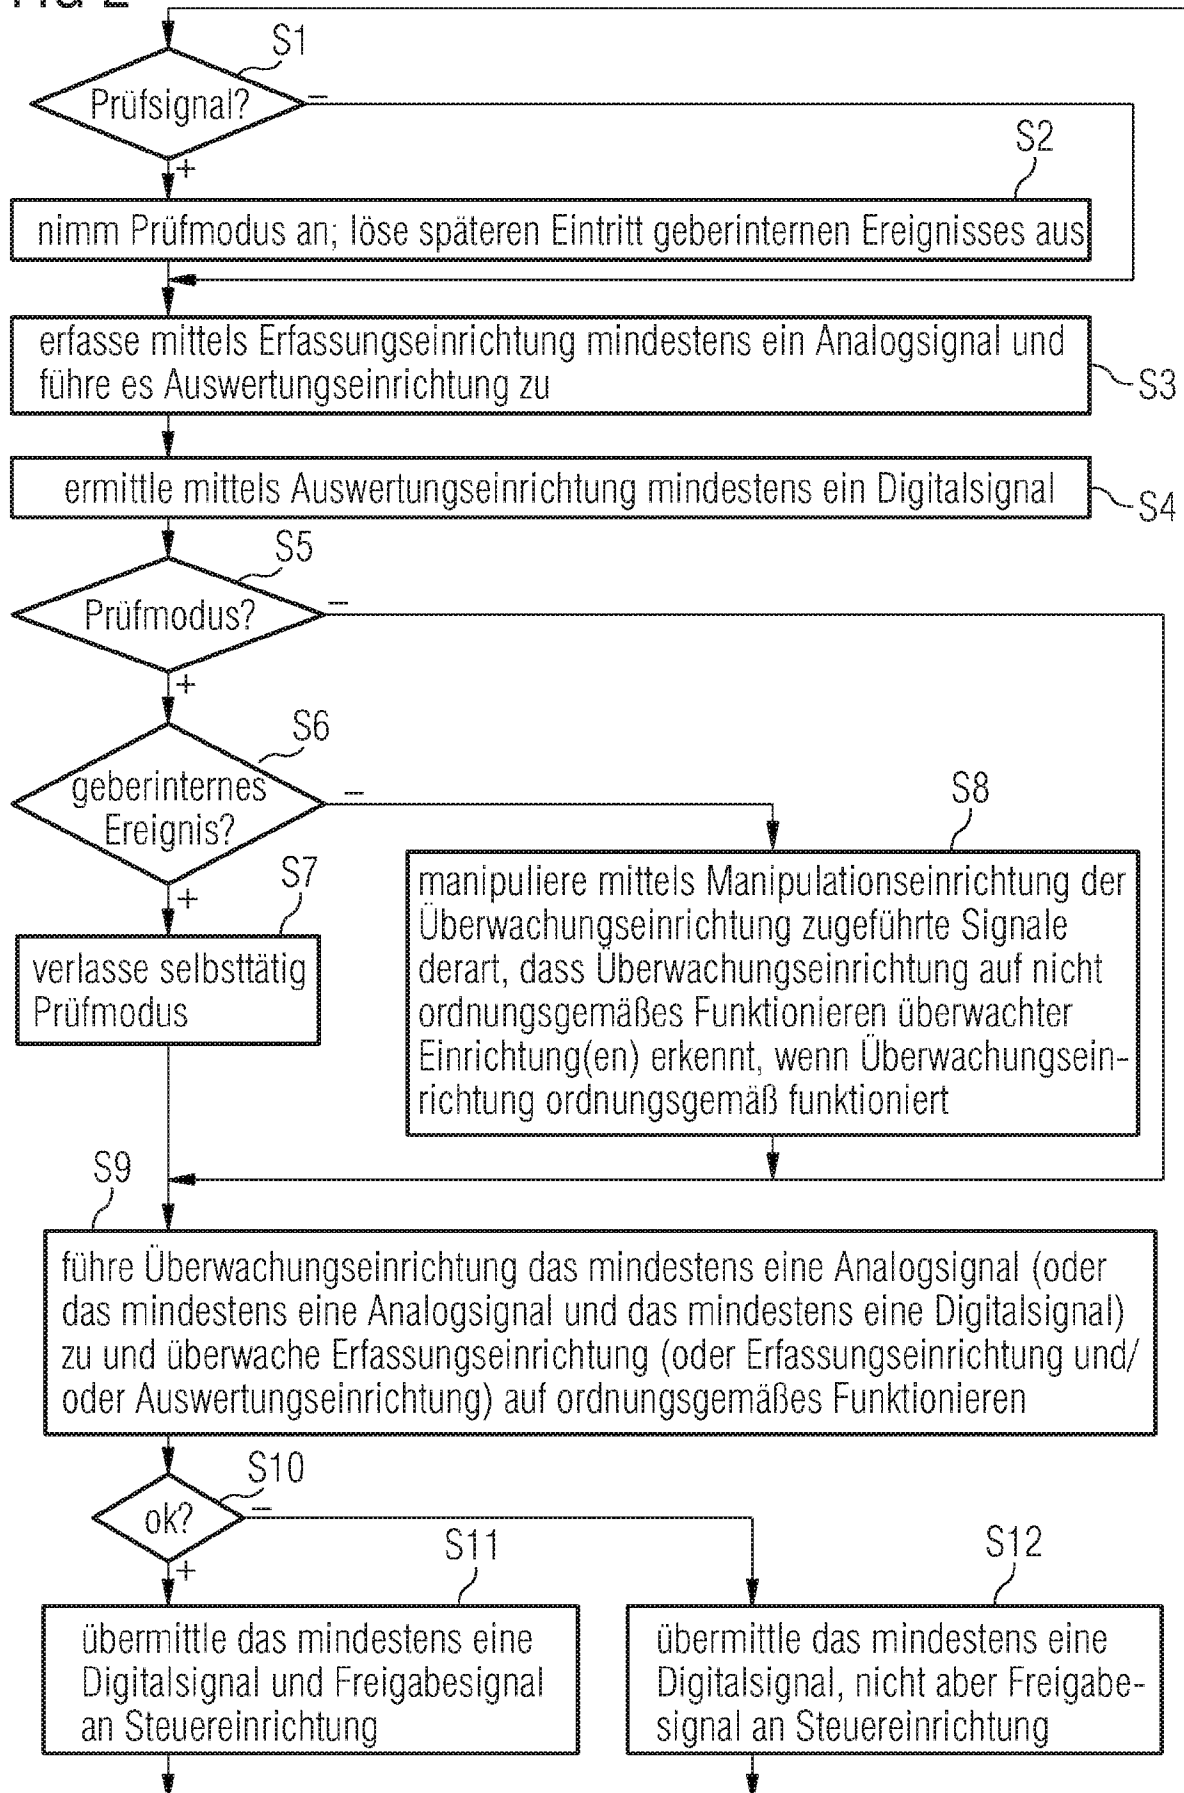 FIG 2
S1
Prüfsignal?
–
+
S2
nimm Prüfmodus an; löse späteren Eintritt geberinternen Ereignisses aus
erfasse mittels Erfassungseinrichtung mindestens ein Analogsignal und
führe es Auswertungseinrichtung zu
S3
ermittle mittels Auswertungseinrichtung mindestens ein Digitalsignal
S4
S5
Prüfmodus?
–
+
S6
geberinternes
Ereignis?
–
+
S7
verlasse selbsttätig
Prüfmodus
S8
manipuliere mittels Manipulationseinrichtung der
Überwachungseinrichtung zugeführte Signale
derart, dass Überwachungseinrichtung auf nicht
ordnungsgemäßes Funktionieren überwachter
Einrichtung(en) erkennt, wenn Überwachungsein-
richtung ordnungsgemäß funktioniert
S9
führe Überwachungseinrichtung das mindestens eine Analogsignal (oder
das mindestens eine Analogsignal und das mindestens eine Digitalsignal)
zu und überwache Erfassungseinrichtung (oder Erfassungseinrichtung und/
oder Auswertungseinrichtung) auf ordnungsgemäßes Funktionieren
S10
ok?
–
+
S11
übermittle das mindestens eine
Digitalsignal und Freigabesignal
an Steuereinrichtung
S12
übermittle das mindestens eine
Digitalsignal, nicht aber Freigabe-
signal an Steuereinrichtung